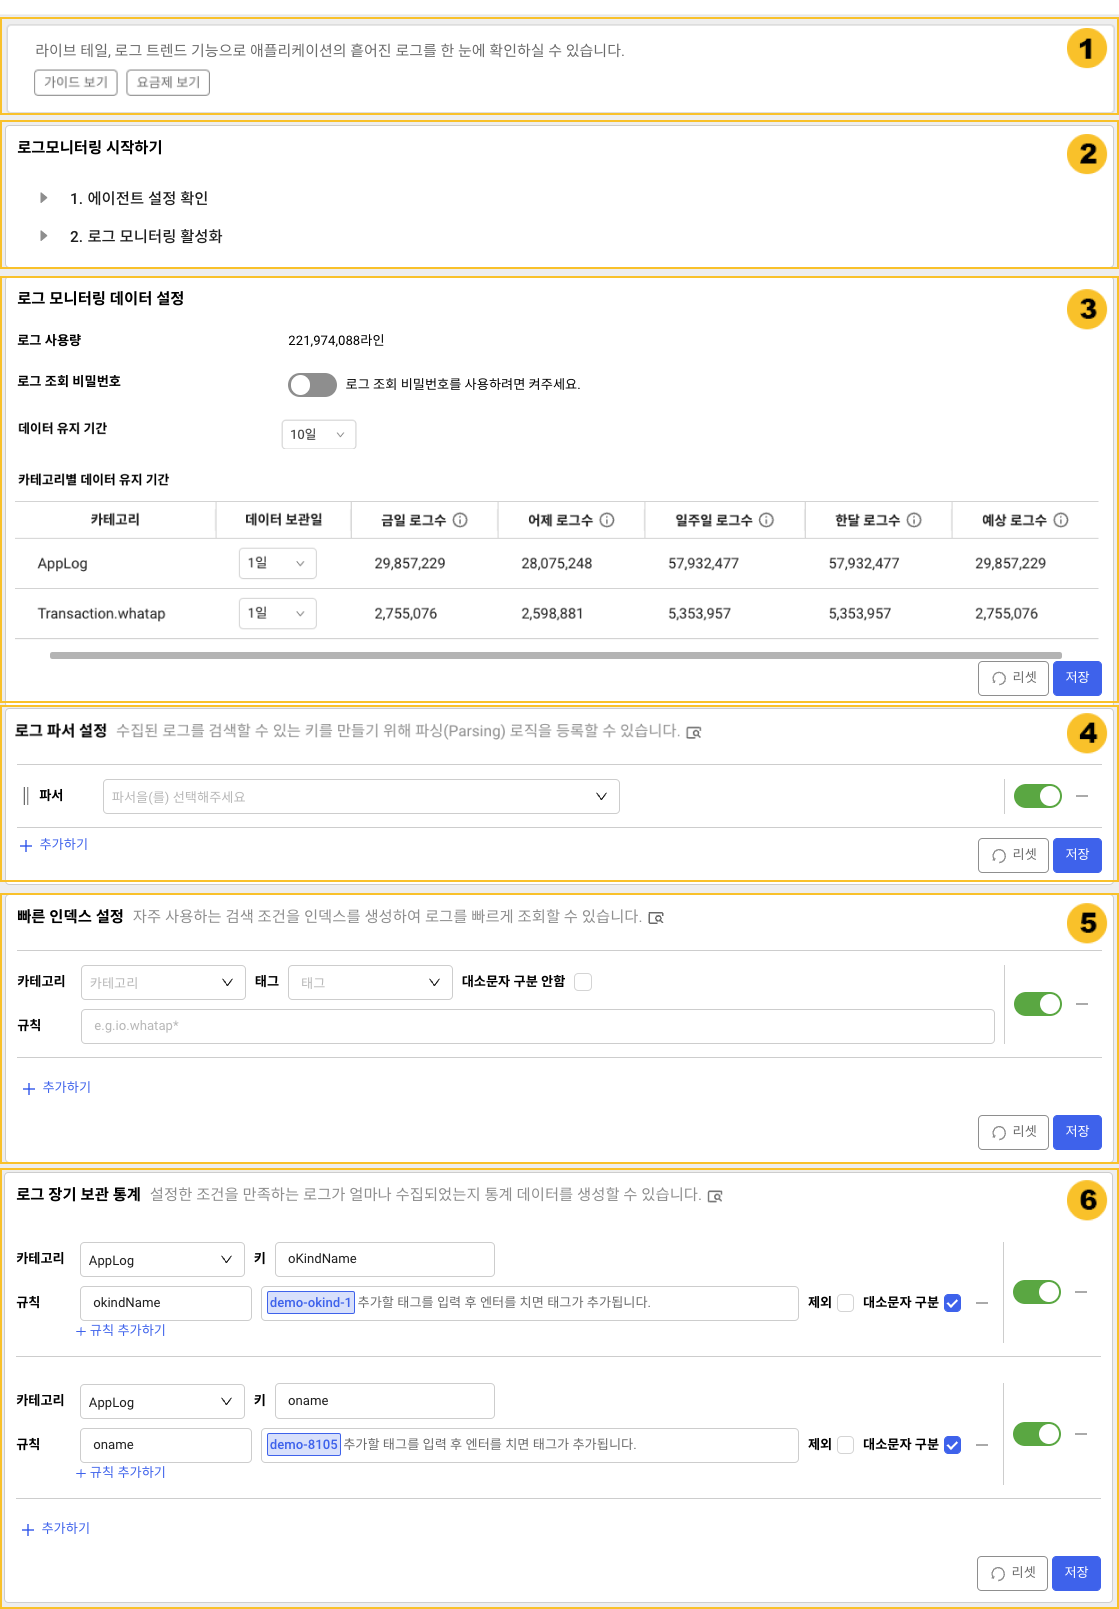 라이브 테일, 로그 트렌드 기능으로 애플리케이션의 흩어진 로그를 한 눈에 확인하실 수 있습니다.
1
가이드 보기 요금제 보기
로그모니터링 시작하기
2
1. 에이전트 설정 확인
2. 로그 모니터링 활성화
로그 모니터링 데이터 설정
3
로그 사용량 221,974,088라인
로그 조회 비밀번호 로그 조회 비밀번호를 사용하려면 켜주세요.
데이터 유지 기간 10일
카테고리별 데이터 유지 기간
카테고리 데이터 보관일 금일 로그수 어제 로그수 일주일 로그수 한달 로그수 예상 로그수
AppLog 1일 29,857,229 28,075,248 57,932,477 57,932,477 29,857,229
Transaction.whatap 1일 2,755,076 2,598,881 5,353,957 5,353,957 2,755,076
리셋 저장
로그 파서 설정 수집된 로그를 검색할 수 있는 키를 만들기 위해 파싱(Parsing) 로직을 등록할 수 있습니다.
4
파서 파서을(를) 선택해주세요
+ 추가하기
리셋 저장
빠른 인덱스 설정 자주 사용하는 검색 조건을 인덱스를 생성하여 로그를 빠르게 조회할 수 있습니다.
5
카테고리 카테고리 태그 태그 대소문자 구분 안함
규칙 e.g.io.whatap*
+ 추가하기
리셋 저장
로그 장기 보관 통계 설정한 조건을 만족하는 로그가 얼마나 수집되었는지 통계 데이터를 생성할 수 있습니다.
6
카테고리 AppLog 키 oKindName
규칙 okindName demo-okind-1 추가할 태그를 입력 후 엔터를 치면 태그가 추가됩니다. 제외 대소문자 구분
+ 규칙 추가하기
카테고리 AppLog 키 oname
규칙 oname demo-8105 추가할 태그를 입력 후 엔터를 치면 태그가 추가됩니다. 제외 대소문자 구분
+ 규칙 추가하기
+ 추가하기
리셋 저장